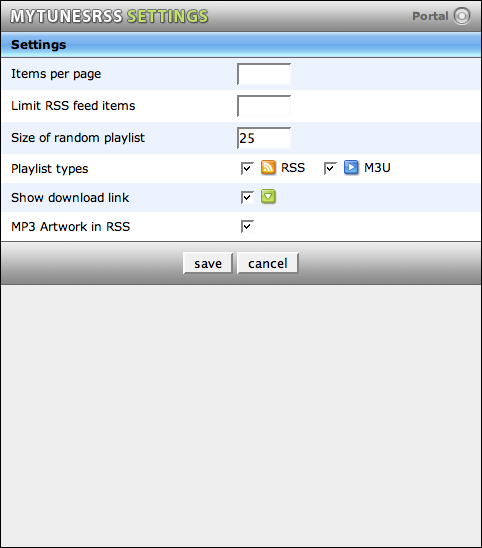 MYTUNESRSS SETTINGS Portal
Settings
Items per page
Limit RSS feed items
Size of random playlist 25
Playlist types RSS M3U
Show download link
MP3 Artwork in RSS
save cancel